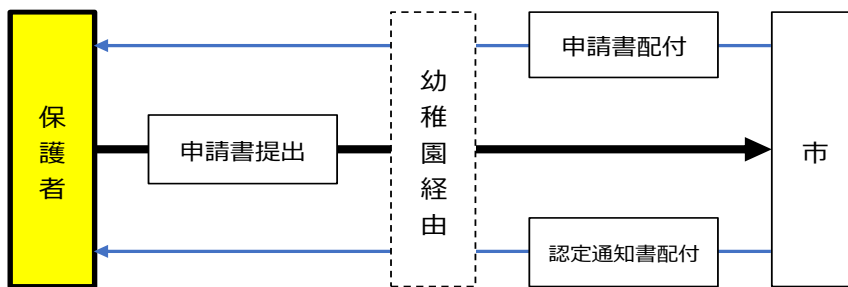 保護者
申請書提出
幼稚園経由
申請書配付
認定通知書配付
市